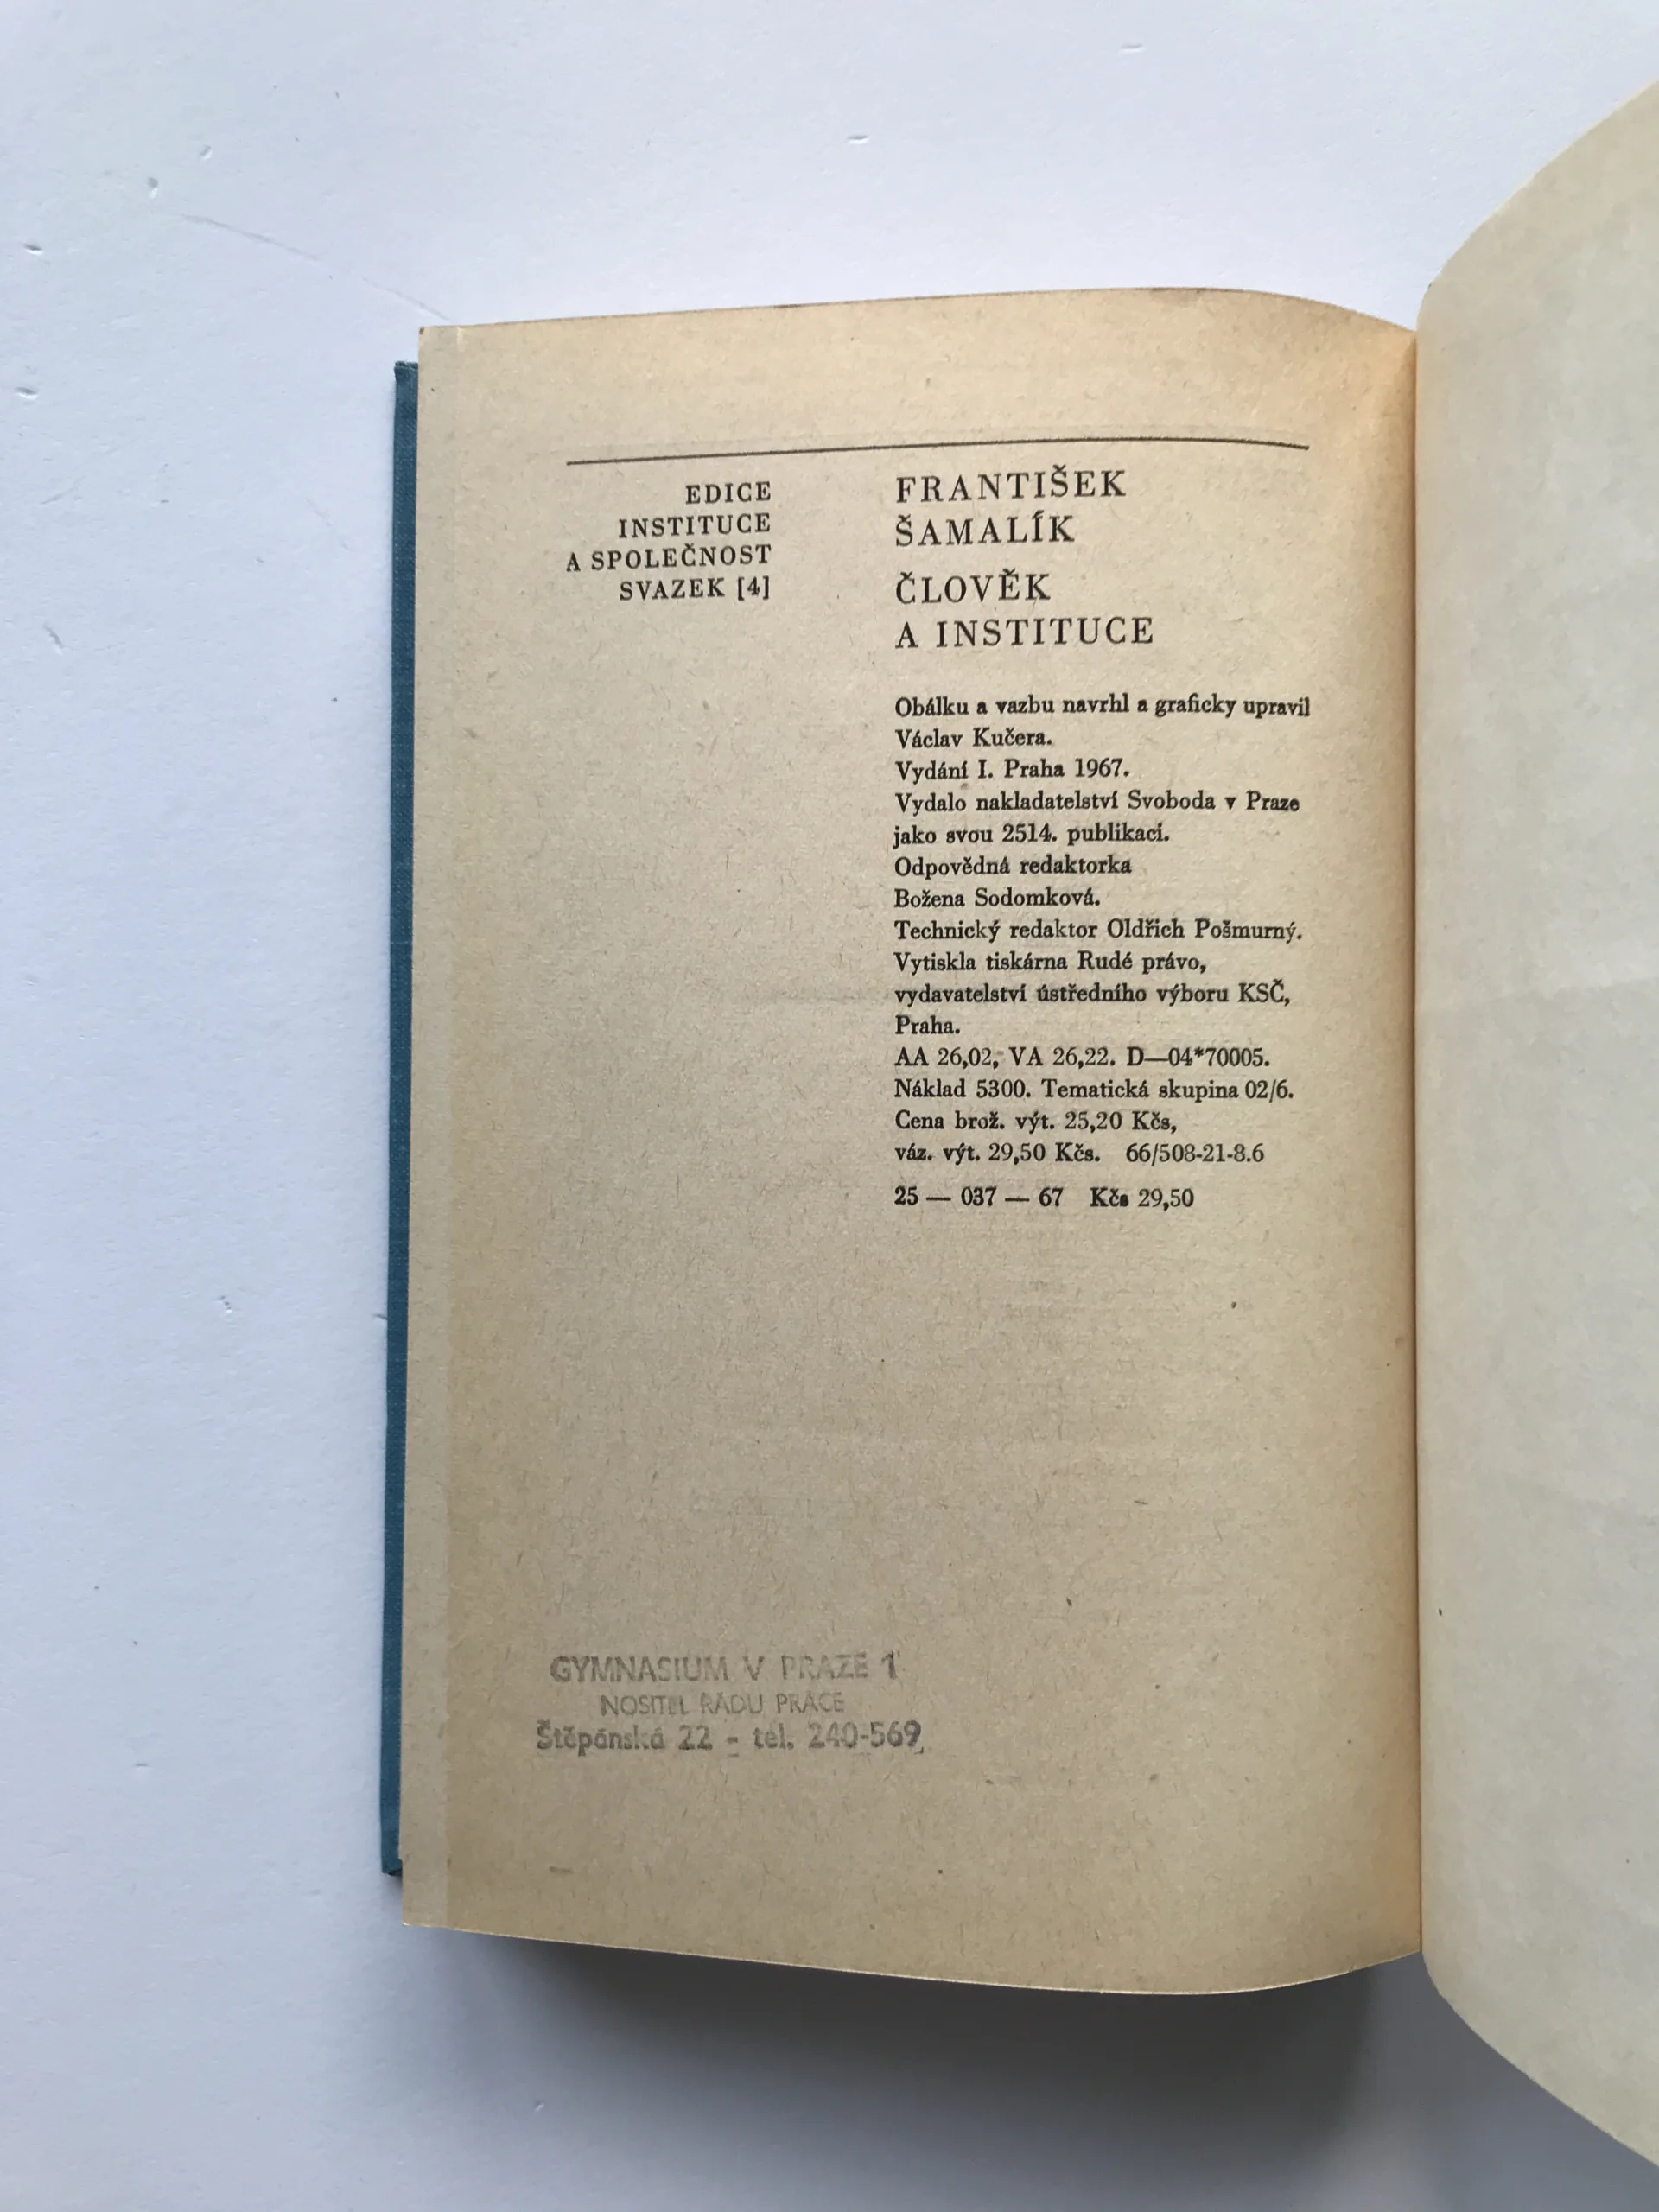 EDICE
INSTITUCE
A SPOLEČNOST
SVAZEK [4]
FRANTIŠEK
ŠAMALÍK
ČLOVĚK
A INSTITUCE
Obálku a vazbu navrhl a graficky upravil
Václav Kučera.
Vydání I. Praha 1967.
Vydalo nakladatelství Svoboda v Praze
jako svou 2514. publikaci.
Odpovědná redaktorka
Božena Sodomková.
Technický redaktor Oldřich Pošmurný.
Vytiskla tiskárna Rudé právo,
vydavatelství ústředního výboru KSČ,
Praha.
AA 26,02, VA 26,22. D—04*70005.
Náklad 5300. Tematická skupina 02/6.
Cena brož. výt. 25,20 Kčs,
váz. výt. 29,50 Kčs. 66/508-21-8.6
25 — 037 — 67 Kčs 29,50
GYMNASIUM V PRAZE 1
NOSITEL ŘÁDU PRÁCE
Štěpánská 22 - tel. 240-569